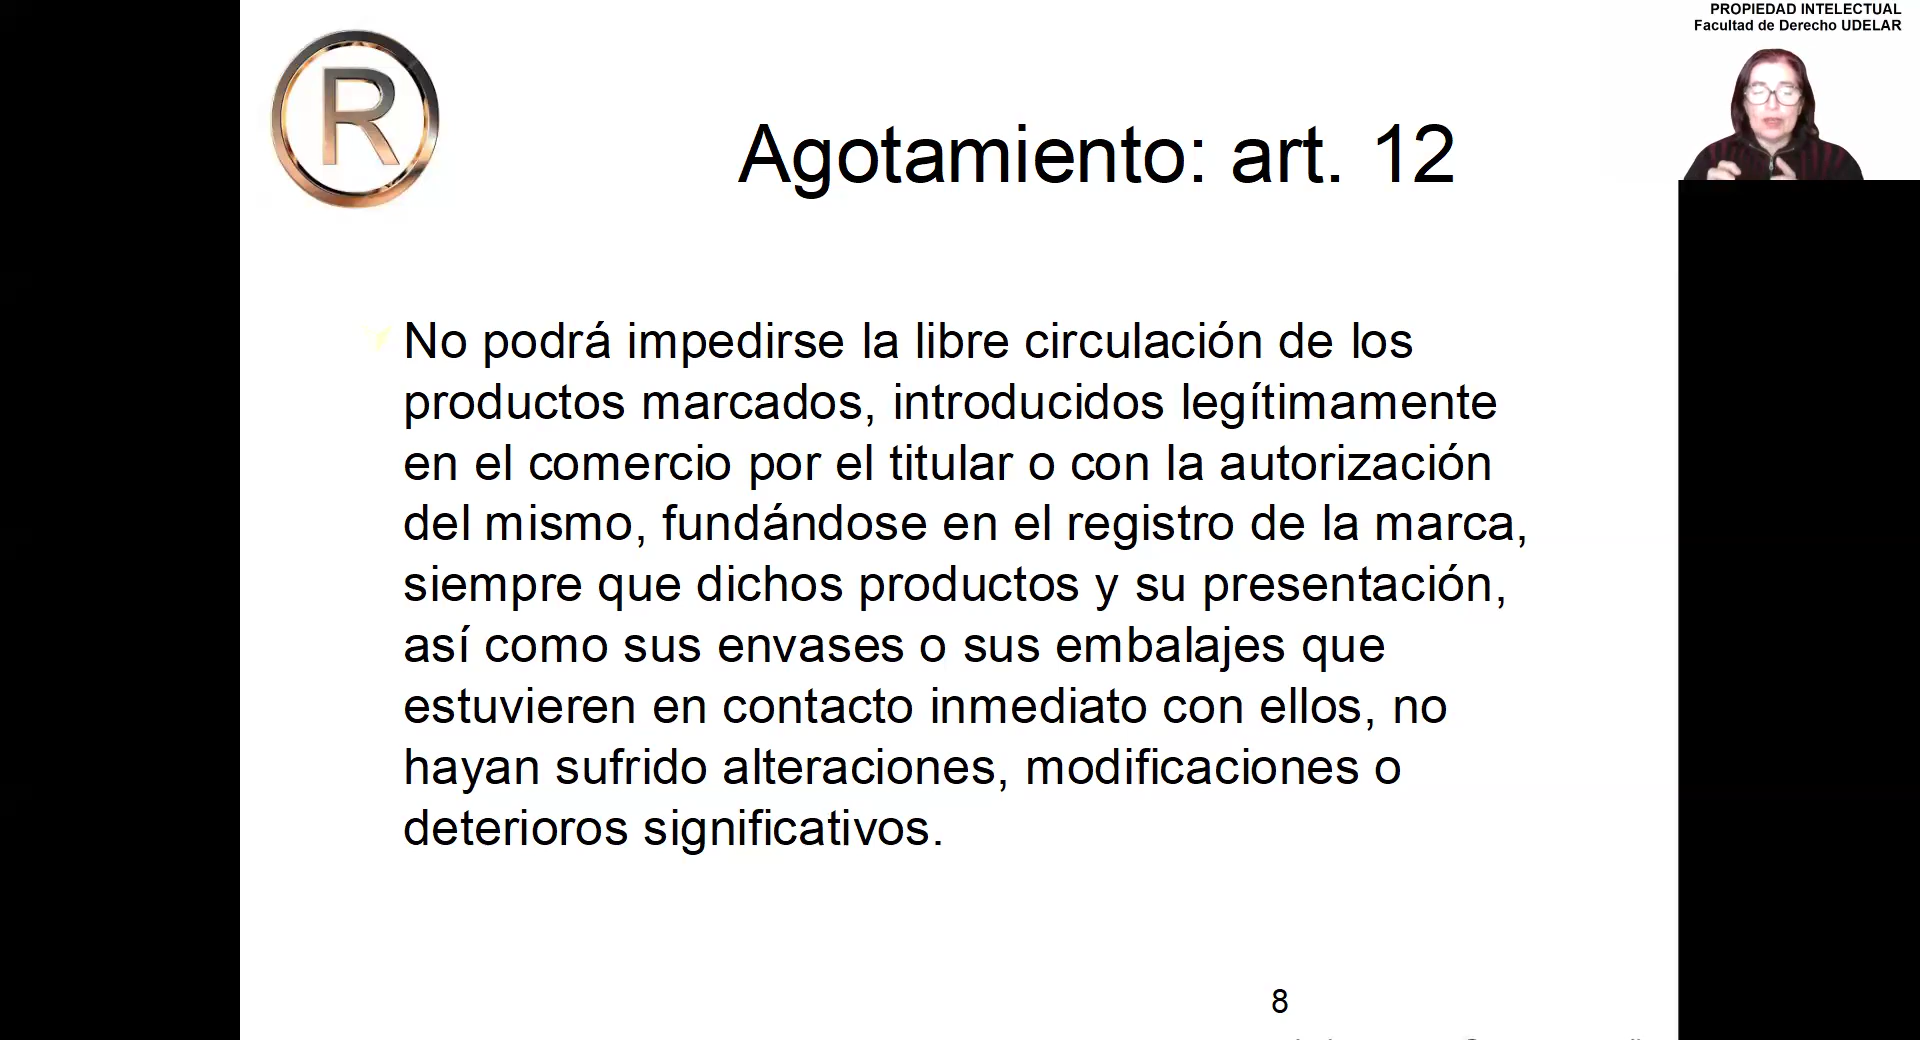 PROPIEDAD INTELECTUAL
Facultad de Derecho UDELAR
R
Agotamiento: art. 12
No podrá impedirse la libre circulación de los
productos marcados, introducidos legítimamente
en el comercio por el titular o con la autorización
del mismo, fundándose en el registro de la marca,
siempre que dichos productos y su presentación,
así como sus envases o sus embalajes que
estuvieren en contacto inmediato con ellos, no
hayan sufrido alteraciones, modificaciones o
deterioros significativos.
8